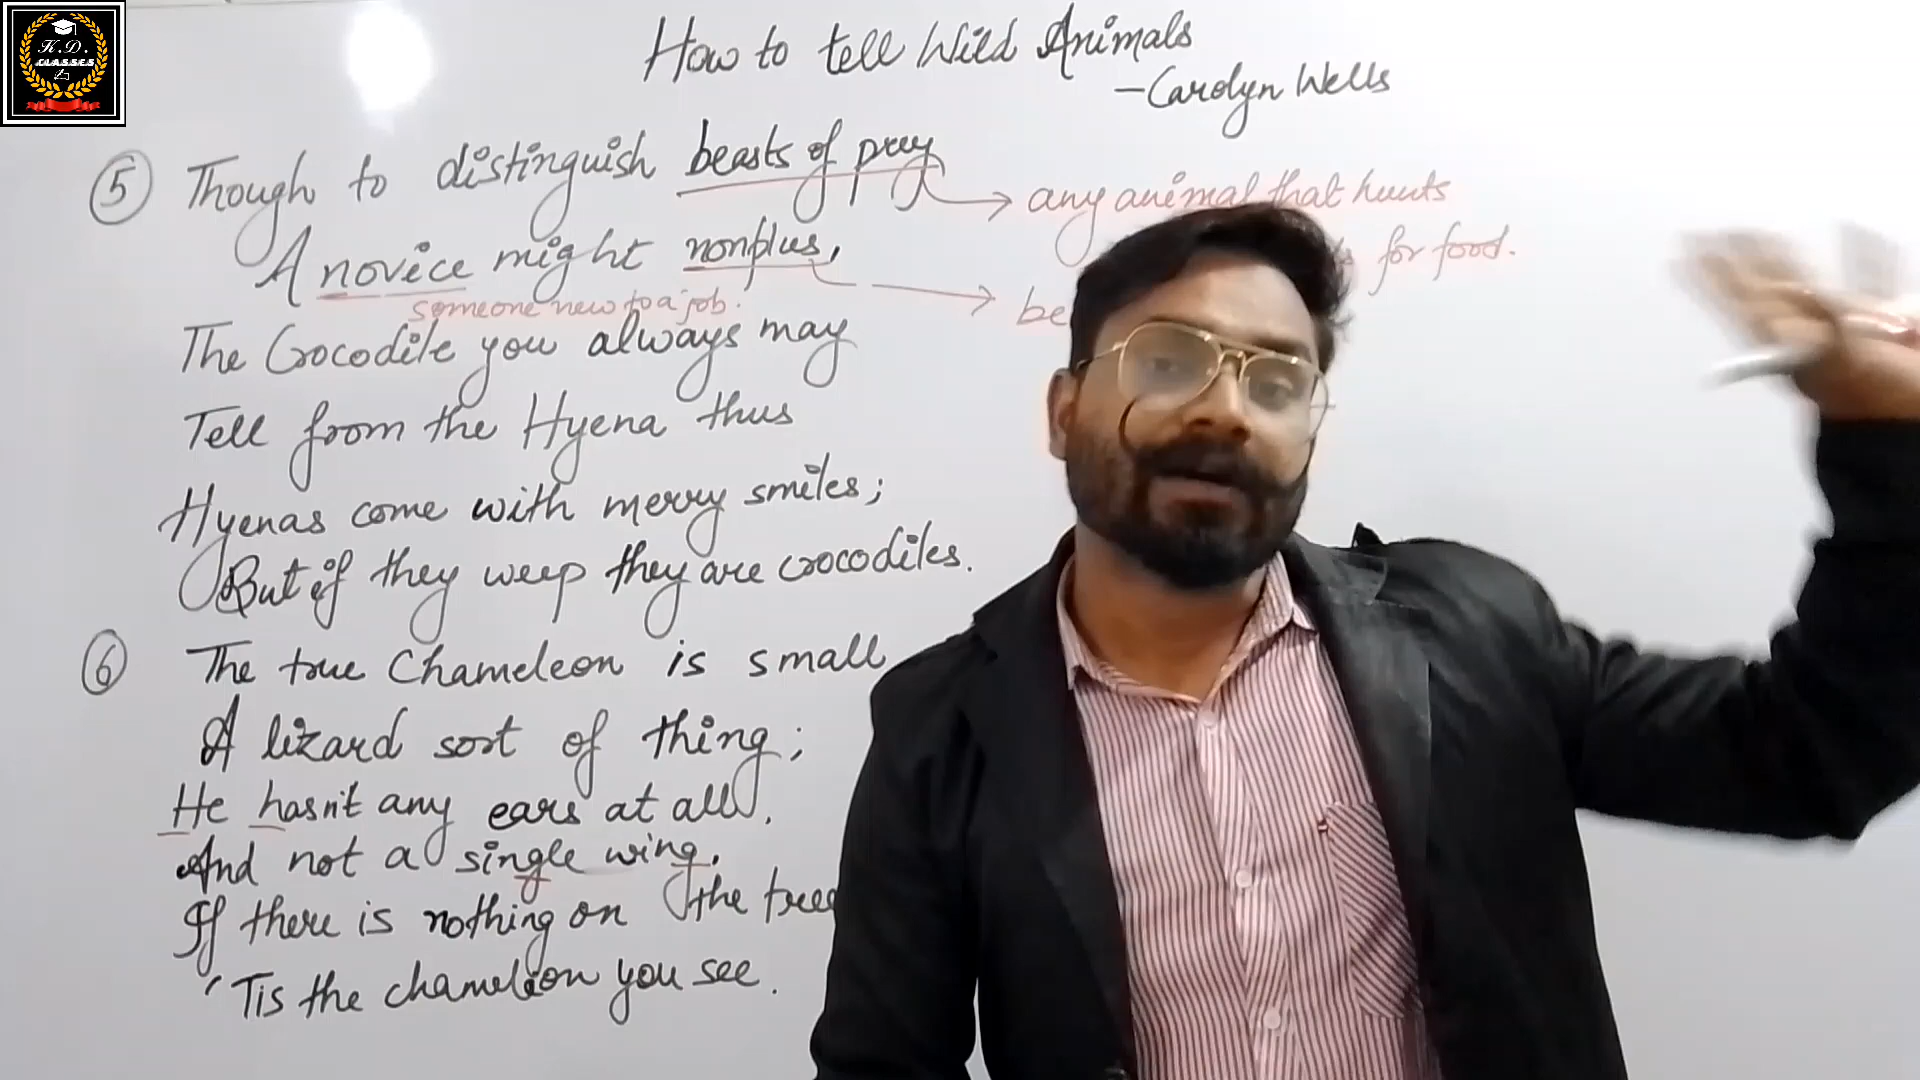 K.D.
CLASSES
How to tell Wild Animals
- Carolyn Wells
5 Though to distinguish beasts of prey → any animal that hunts
for food.
A novice might nonplus, → be
someone new to a job.
The Crocodile you always may
Tell from the Hyena thus
Hyenas come with merry smiles;
But if they weep they are crocodiles.
6 The true Chameleon is small
A lizard sort of thing;
He hasn't any ears at all,
And not a single wing.
If there is nothing on the tree
'Tis the chameleon you see.